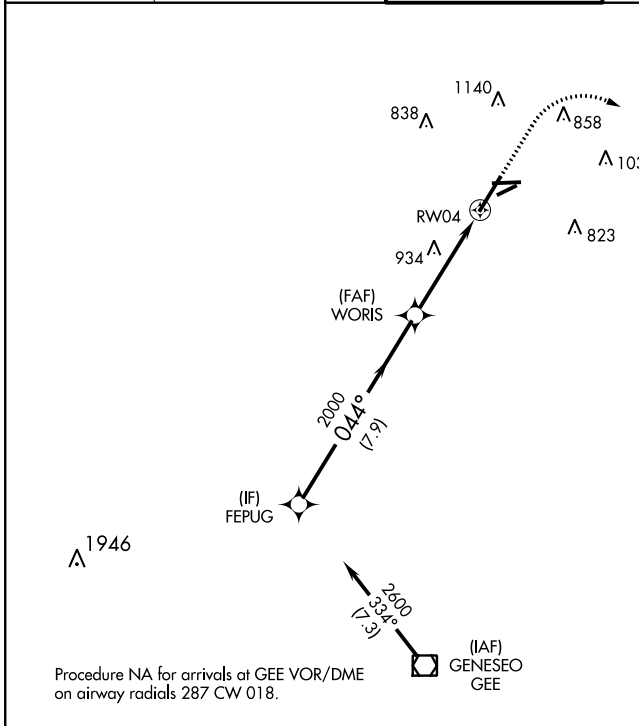 1140
838
858
RW04
823
934
(FAF)
WORIS
2000
044°
(7.9)
(IF)
FEPUG
1946
2600
334°
(7.3)
(IAF)
GENESEO
GEE
Procedure NA for arrivals at GEE VOR/DME
on airway radials 287 CW 018.